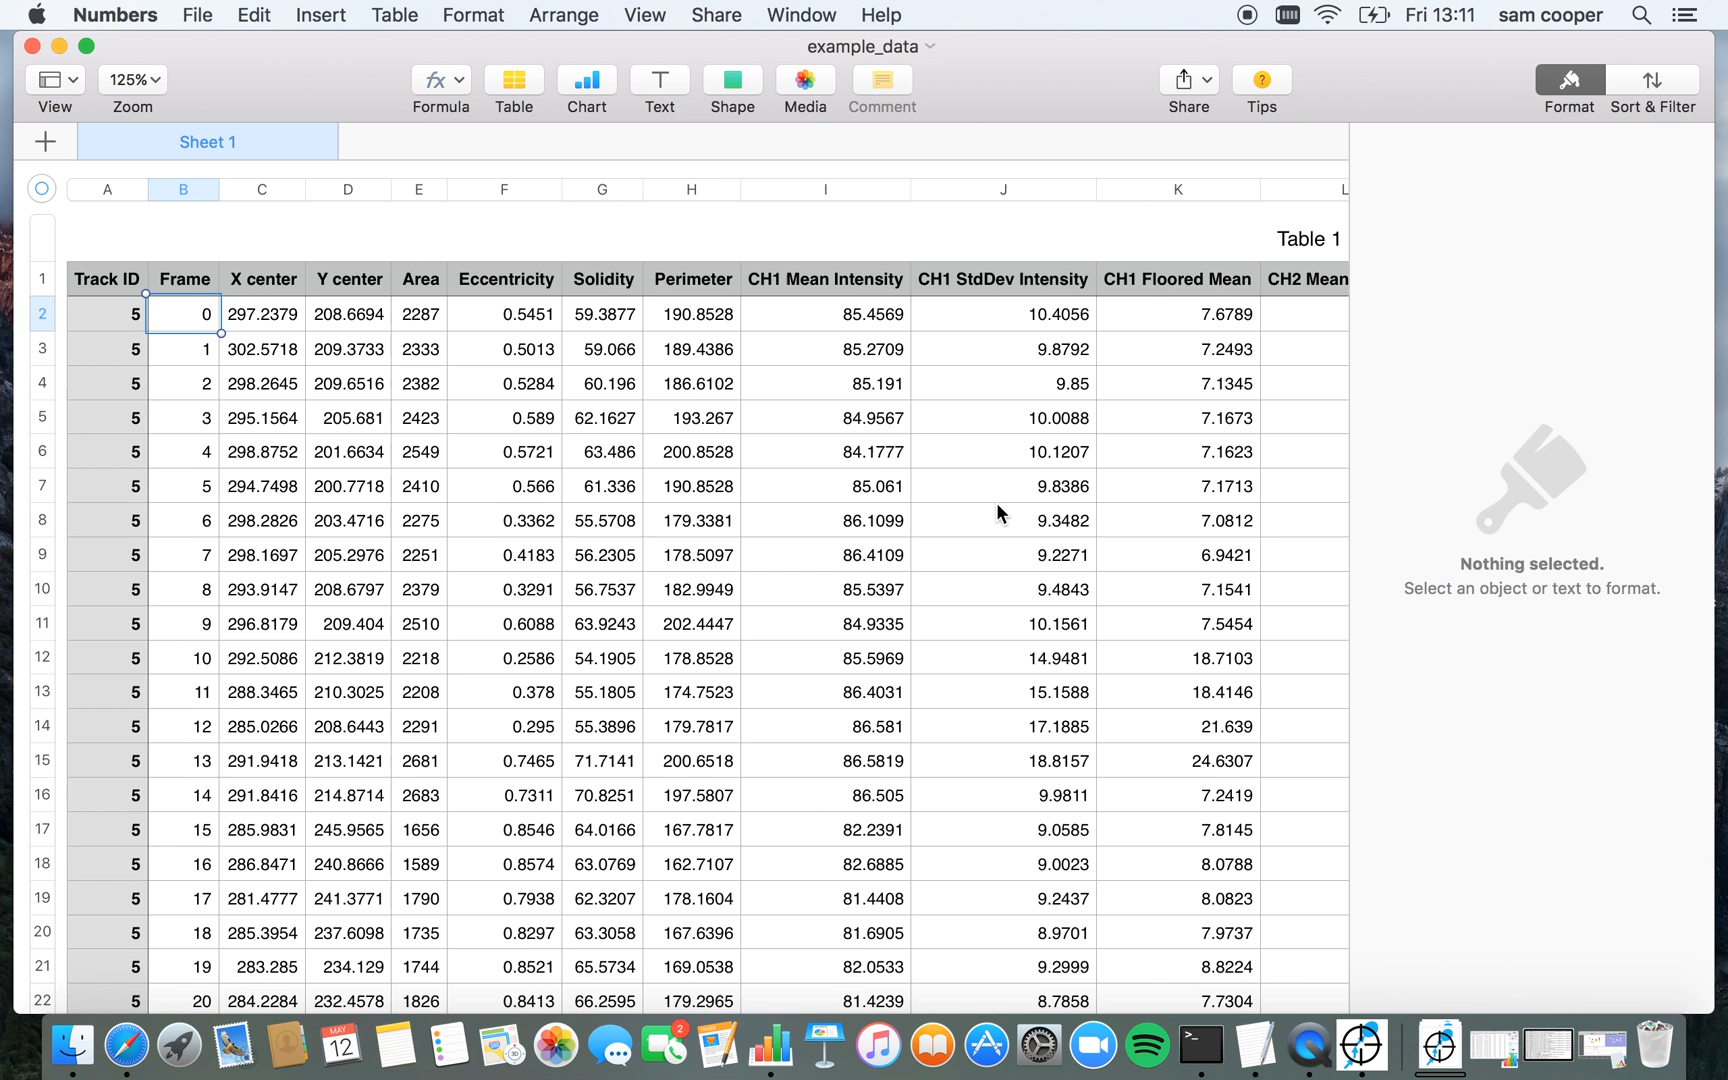 Numbers File Edit Insert Table Format Arrange View Share Window Help Fri 13:11 sam cooper
example_data
125%
View Zoom Formula Table Chart Text Shape Media Comment Share Tips Format Sort & Filter
Sheet 1
A B C D E F G H I J K L
Table 1
1 Track ID Frame X center Y center Area Eccentricity Solidity Perimeter CH1 Mean Intensity CH1 StdDev Intensity CH1 Floored Mean CH2 Mean
2 5 0 297.2379 208.6694 2287 0.5451 59.3877 190.8528 85.4569 10.4056 7.6789
3 5 1 302.5718 209.3733 2333 0.5013 59.066 189.4386 85.2709 9.8792 7.2493
4 5 2 298.2645 209.6516 2382 0.5284 60.196 186.6102 85.191 9.85 7.1345
5 5 3 295.1564 205.681 2423 0.589 62.1627 193.267 84.9567 10.0088 7.1673
6 5 4 298.8752 201.6634 2549 0.5721 63.486 200.8528 84.1777 10.1207 7.1623
7 5 5 294.7498 200.7718 2410 0.566 61.336 190.8528 85.061 9.8386 7.1713
8 5 6 298.2826 203.4716 2275 0.3362 55.5708 179.3381 86.1099 9.3482 7.0812
9 5 7 298.1697 205.2976 2251 0.4183 56.2305 178.5097 86.4109 9.2271 6.9421
10 5 8 293.9147 208.6797 2379 0.3291 56.7537 182.9949 85.5397 9.4843 7.1541
11 5 9 296.8179 209.404 2510 0.6088 63.9243 202.4447 84.9335 10.1561 7.5454
12 5 10 292.5086 212.3819 2218 0.2586 54.1905 178.8528 85.5969 14.9481 18.7103
13 5 11 288.3465 210.3025 2208 0.378 55.1805 174.7523 86.4031 15.1588 18.4146
14 5 12 285.0266 208.6443 2291 0.295 55.3896 179.7817 86.581 17.1885 21.639
15 5 13 291.9418 213.1421 2681 0.7465 71.7141 200.6518 86.5819 18.8157 24.6307
16 5 14 291.8416 214.8714 2683 0.7311 70.8251 197.5807 86.505 9.9811 7.2419
17 5 15 285.9831 245.9565 1656 0.8546 64.0166 167.7817 82.2391 9.0585 7.8145
18 5 16 286.8471 240.8666 1589 0.8574 63.0769 162.7107 82.6885 9.0023 8.0788
19 5 17 281.4777 241.3771 1790 0.7938 62.3207 178.1604 81.4408 9.2437 8.0823
20 5 18 285.3954 237.6098 1735 0.8297 63.3058 167.6396 81.6905 8.9701 7.9737
21 5 19 283.285 234.129 1744 0.8521 65.5734 169.0538 82.0533 9.2999 8.8224
22 5 20 284.2284 232.4578 1826 0.8413 66.2595 179.2965 81.4239 8.7858 7.7304
Nothing selected.
Select an object or text to format.
MAY
12
2